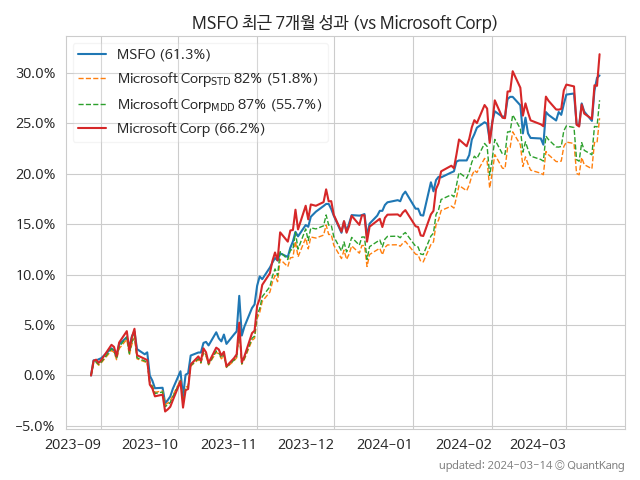 MSFO 최근 7개월 성과 (vs Microsoft Corp)
MSFO (61.3%)
Microsoft Corp_STD 82% (51.8%)
Microsoft Corp_MDD 87% (55.7%)
Microsoft Corp (66.2%)
30.0%
25.0%
20.0%
15.0%
10.0%
5.0%
0.0%
−5.0%
2023-09 2023-10 2023-11 2023-12 2024-01 2024-02 2024-03
updated: 2024-03-14 © QuantKang